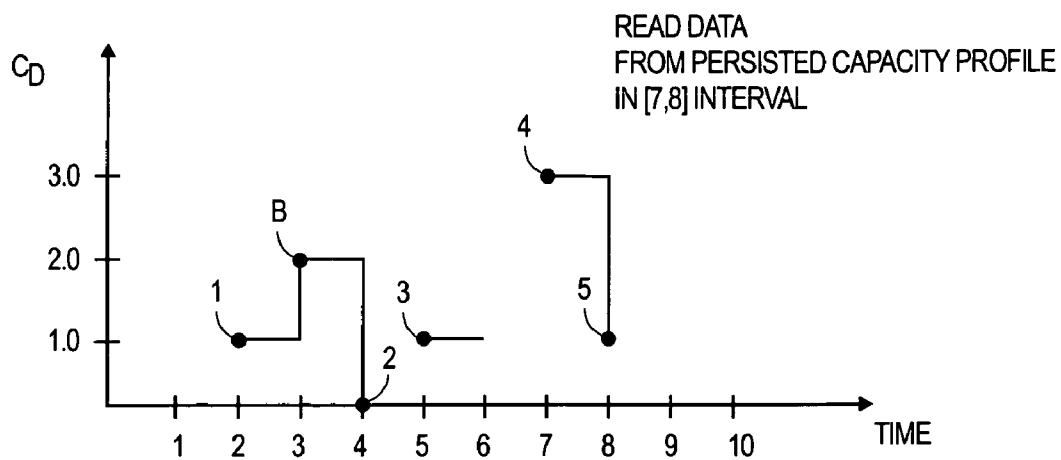 READ DATA
FROM PERSISTED CAPACITY PROFILE
IN [7,8] INTERVAL
CD
4
3.0
B
2.0
1
3
5
1.0
2
1 2 3 4 5 6 7 8 9 10
TIME